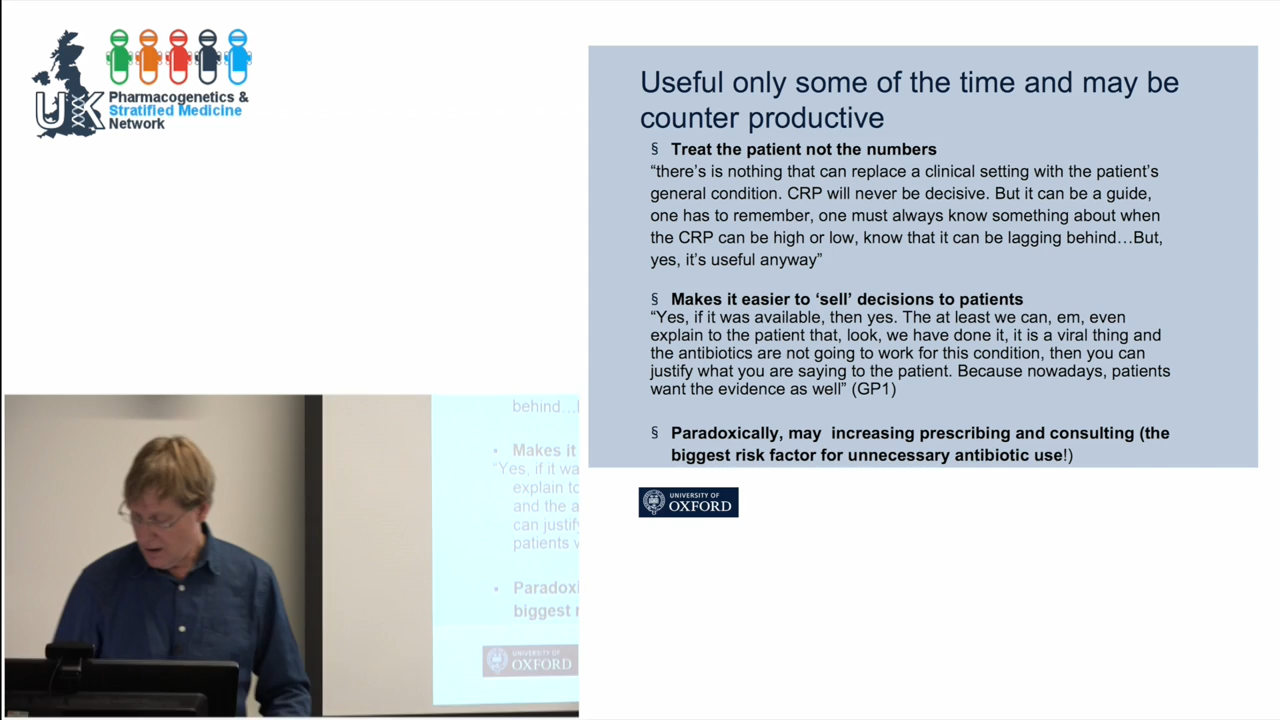 UK
Pharmacogenetics &
Stratified Medicine
Network
Useful only some of the time and may be
counter productive
§ Treat the patient not the numbers
“there’s is nothing that can replace a clinical setting with the patient’s
general condition. CRP will never be decisive. But it can be a guide,
one has to remember, one must always know something about when
the CRP can be high or low, know that it can be lagging behind…But,
yes, it’s useful anyway”
§ Makes it easier to ‘sell’ decisions to patients
“Yes, if it was available, then yes. The at least we can, em, even
explain to the patient that, look, we have done it, it is a viral thing and
the antibiotics are not going to work for this condition, then you can
justify what you are saying to the patient. Because nowadays, patients
want the evidence as well” (GP1)
§ Paradoxically, may increasing prescribing and consulting (the
biggest risk factor for unnecessary antibiotic use!)
UNIVERSITY OF
OXFORD
behind…
• Makes it
“Yes, if it wa
explain to
and the a
can justify
patients
• Paradoxi
biggest
UNIVERSITY OF
OXFORD